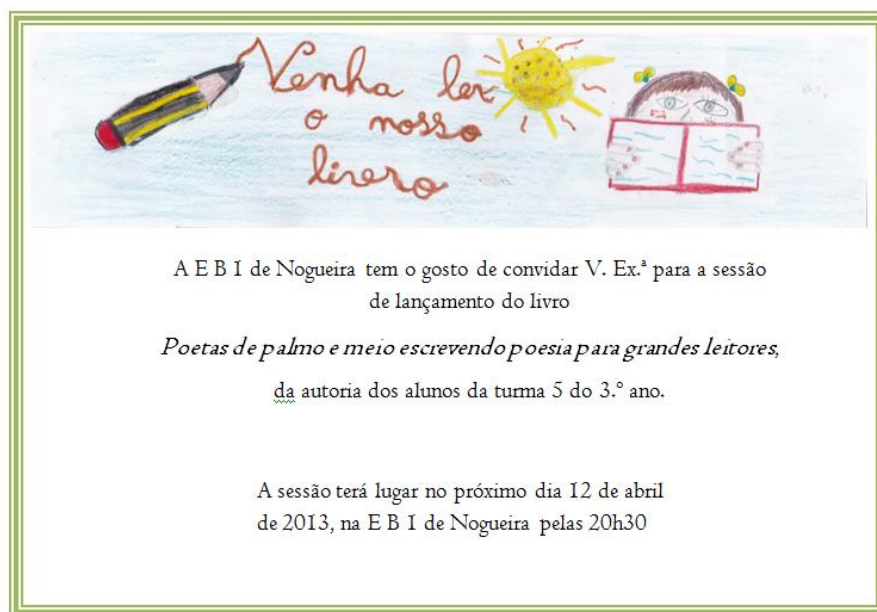 Venha ler
o nosso
livro
A E B I de Nogueira tem o gosto de convidar V. Ex.ª para a sessão
de lançamento do livro
Poetas de palmo e meio escrevendo poesia para grandes leitores,
da autoria dos alunos da turma 5 do 3.º ano.
A sessão terá lugar no próximo dia 12 de abril
de 2013, na E B I de Nogueira pelas 20h30